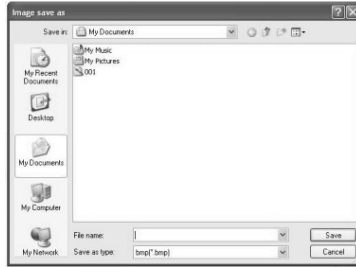 Image save as
Save in:
My Documents
My Music
My Pictures
001
My Recent
Documents
Desktop
My Documents
My Computer
My Network
File name:
Save
Save as type:
bmp(*.bmp)
Cancel